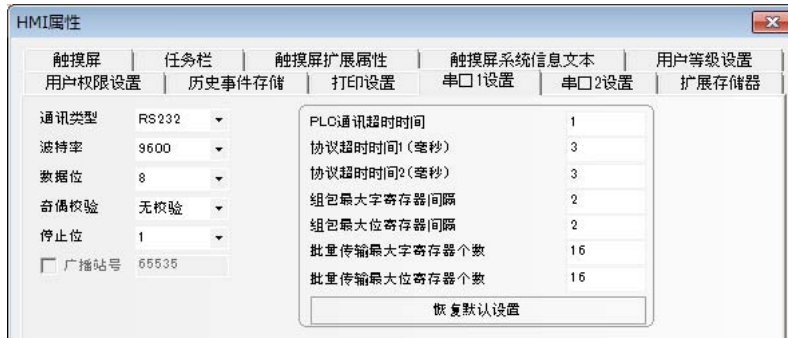 HMI属性
触摸屏 任务栏 触摸屏扩展属性 触摸屏系统信息文本 用户等级设置
用户权限设置 历史事件存储 打印设置 串口1设置 串口2设置 扩展存储器
通讯类型 RS232
波特率 9600
数据位 8
奇偶校验 无校验
停止位 1
广播站号 65535
PLC通讯超时时间 1
协议超时时间1(毫秒) 3
协议超时时间2(毫秒) 3
组包最大字寄存器间隔 2
组包最大位寄存器间隔 2
批量传输最大字寄存器个数 16
批量传输最大位寄存器个数 16
恢复默认设置